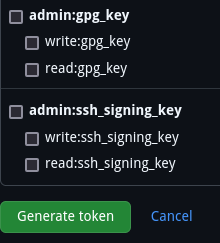 admin:gpg_key
write:gpg_key
read:gpg_key
admin:ssh_signing_key
write:ssh_signing_key
read:ssh_signing_key
Generate token Cancel